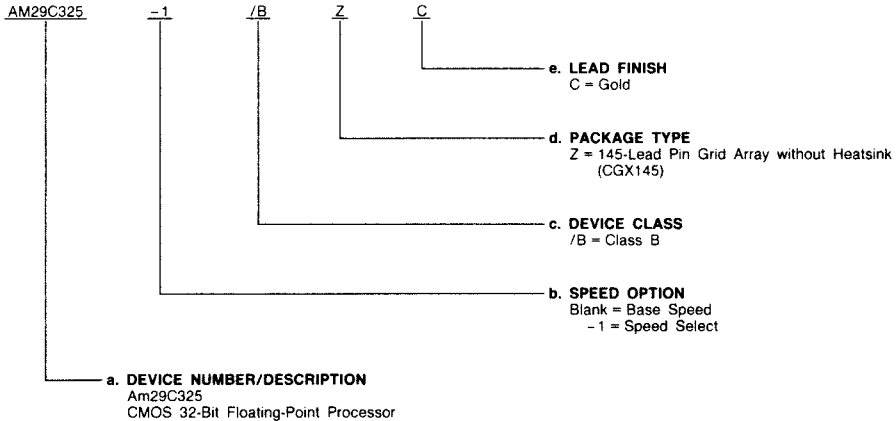 AM29C325 -1 /B Z C
e. LEAD FINISH
C = Gold
d. PACKAGE TYPE
Z = 145-Lead Pin Grid Array without Heatsink
(CGX145)
c. DEVICE CLASS
/B = Class B
b. SPEED OPTION
Blank = Base Speed
-1 = Speed Select
a. DEVICE NUMBER/DESCRIPTION
Am29C325
CMOS 32-Bit Floating-Point Processor